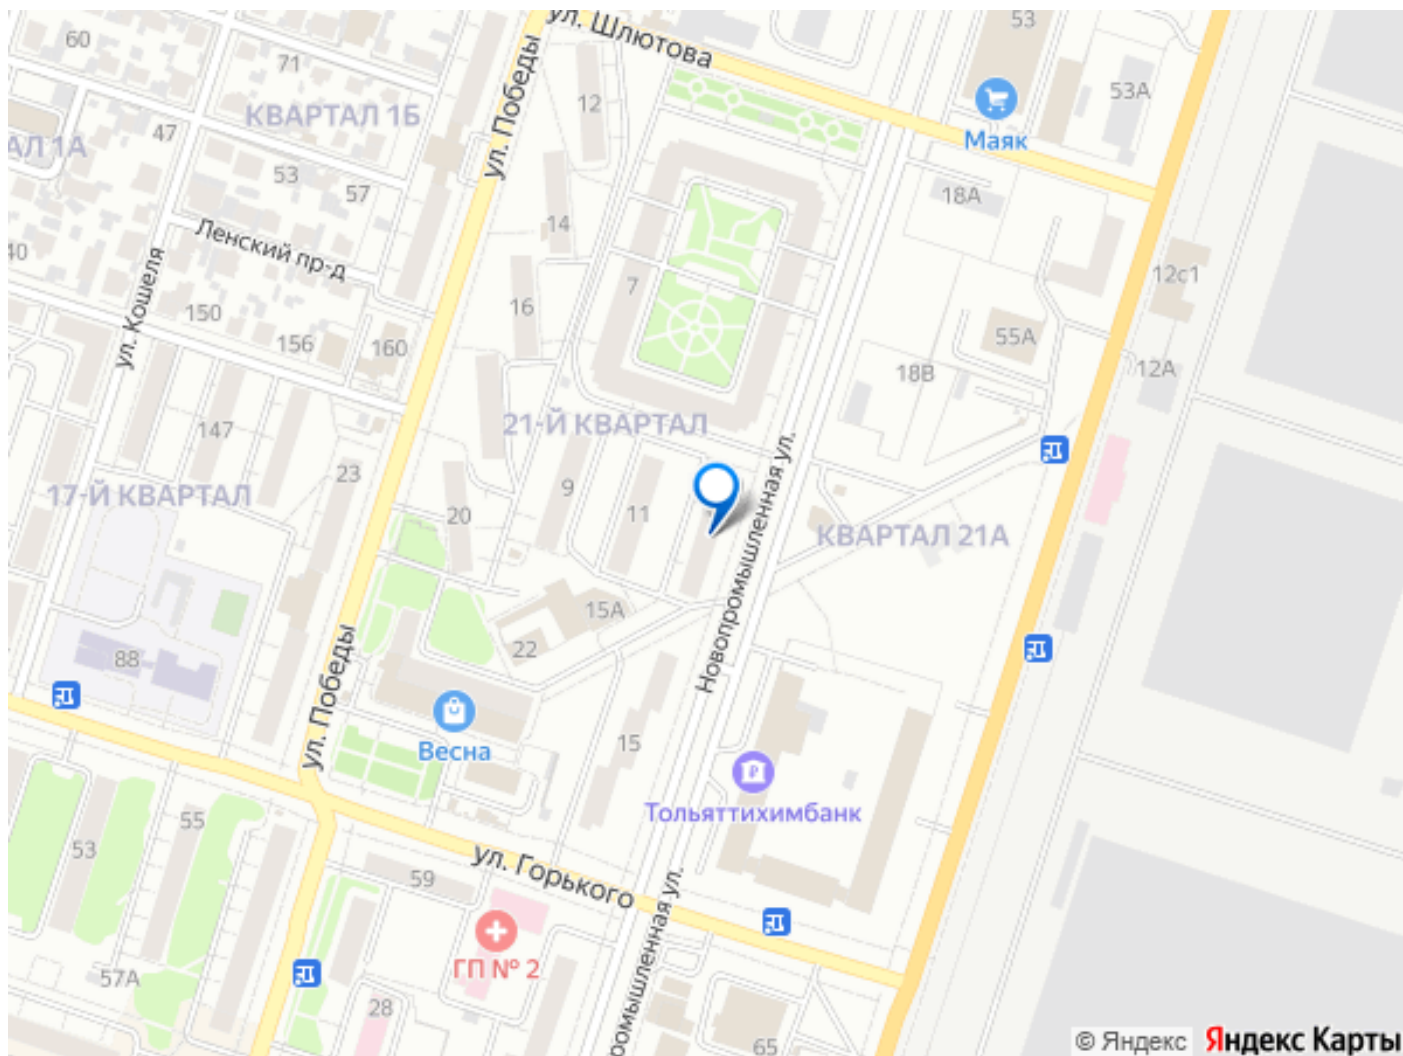 ул. Шлютова
53
60
71
12
53А
КВАРТАЛ 1Б
ул. Победы
Маяк
47
АЛ 1А
53
57
18А
14
Ленский пр-д
40
12с1
7
ул. Кошеля
150
16
156
160
55А
12А
18В
21-Й КВАРТАЛ
147
23
17-Й КВАРТАЛ
9
11
20
Новопромышленная ул.
КВАРТАЛ 21А
15А
22
88
ул. Победы
15
Весна
Тольяттихимбанк
55
53
ул. Горького
59
ГП № 2
57А
28
ромышленная ул.
65
© Яндекс Яндекс Карты